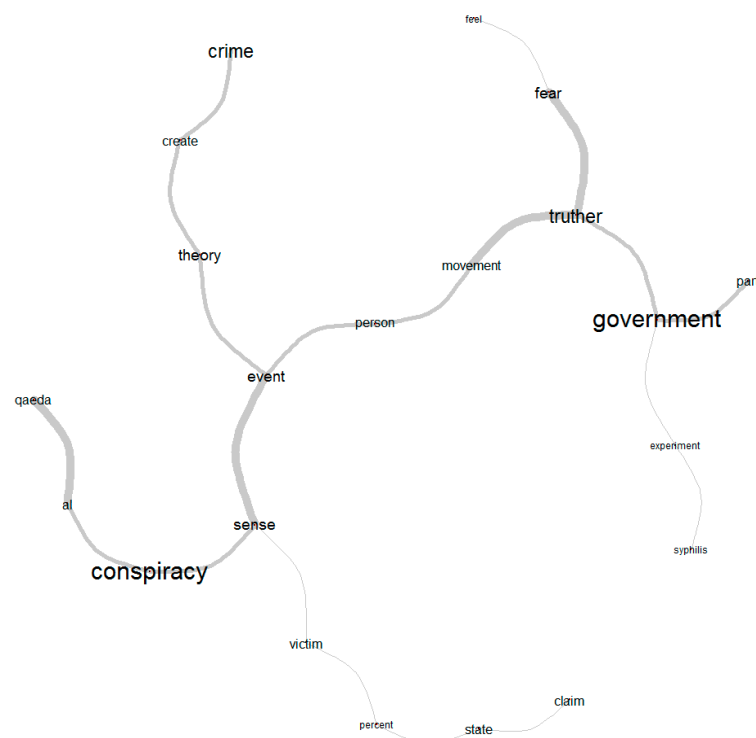 feel
crime
fear
create
truther
theory
movement
par
government
person
event
qaeda
experiment
al
sense
syphilis
conspiracy
victim
claim
percent
state